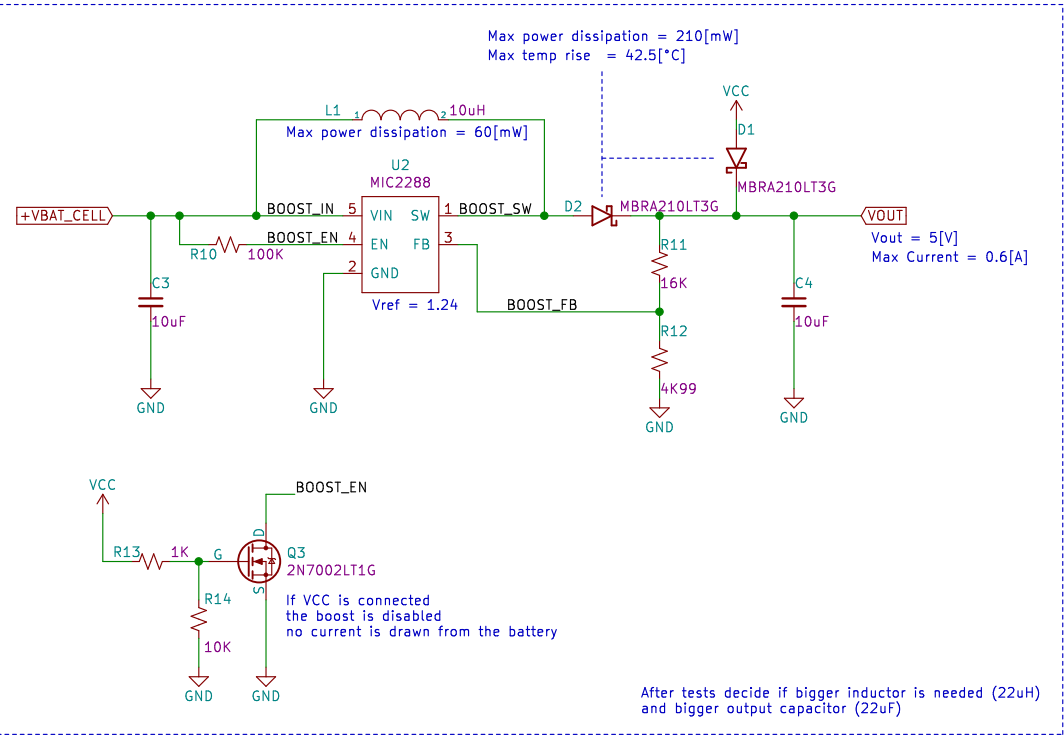 Max power dissipation = 210[mW]
Max temp rise  = 42.5[°C]
VCC
L1 1 2 10uH
D1
Max power dissipation = 60[mW]
U2
MIC2288
MBRA210LT3G
+VBAT_CELL BOOST_IN 5 VIN SW 1 BOOST_SW D2 MBRA210LT3G VOUT
R10 100K BOOST_EN 4 EN FB 3 R11
Vout = 5[V]
Max Current = 0.6[A]
2 GND
C3 16K C4
Vref = 1.24 BOOST_FB
10uF 10uF
R12
4K99
GND GND GND GND
VCC BOOST_EN
R13 1K G D S Q3
2N7002LT1G
R14
If VCC is connected
the boost is disabled
no current is drawn from the battery
10K
GND GND
After tests decide if bigger inductor is needed (22uH)
and bigger output capacitor (22uF)